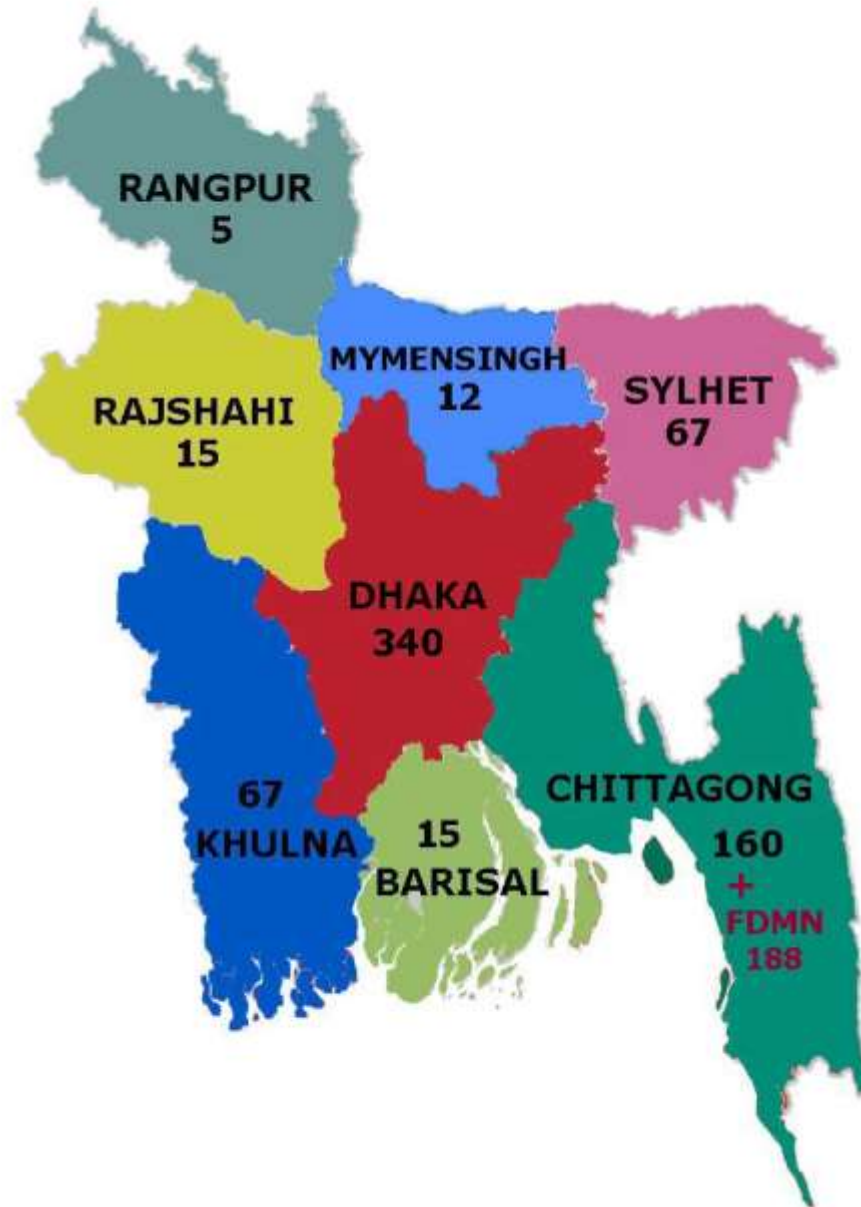 RANGPUR
5
MYMENSINGH
12
SYLHET
67
RAJSHAHI
15
DHAKA
340
67
KHULNA
15
BARISAL
CHITTAGONG
160
+
FDMN
188